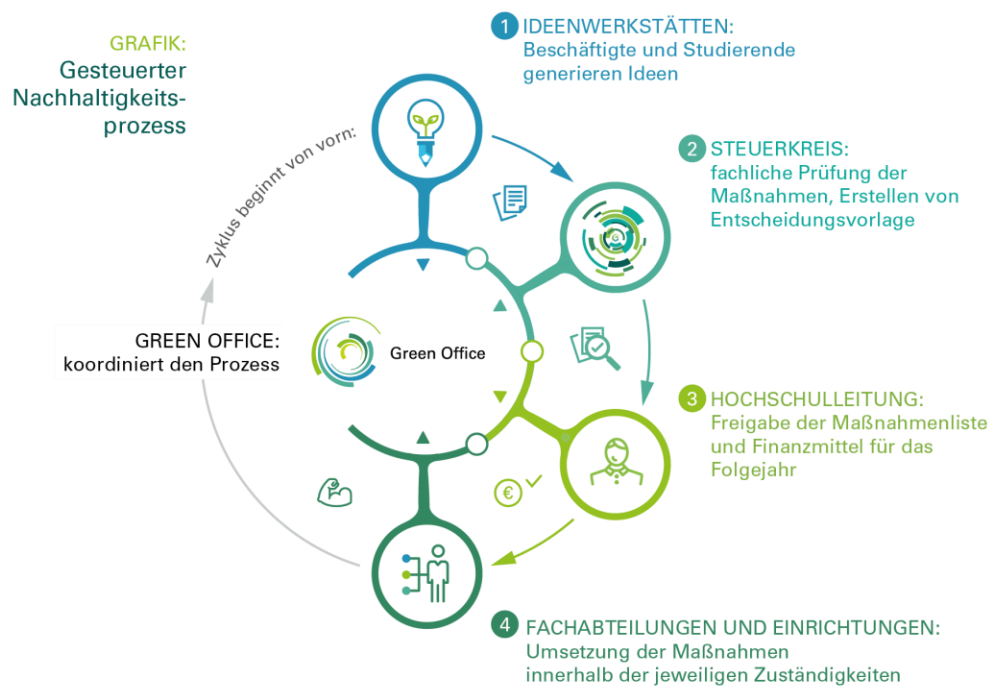 GRAFIK:
Gesteuerter
Nachhaltigkeits-
prozess
1 IDEENWERKSTÄTTEN:
Beschäftigte und Studierende
generieren Ideen
2 STEUERKREIS:
fachliche Prüfung der
Maßnahmen, Erstellen von
Entscheidungsvorlage
3 HOCHSCHULLEITUNG:
Freigabe der Maßnahmenliste
und Finanzmittel für das
Folgejahr
4 FACHABTEILUNGEN UND EINRICHTUNGEN:
Umsetzung der Maßnahmen
innerhalb der jeweiligen Zuständigkeiten
Zyklus beginnt von vorn:
GREEN OFFICE:
koordiniert den Prozess
Green Office
G
€